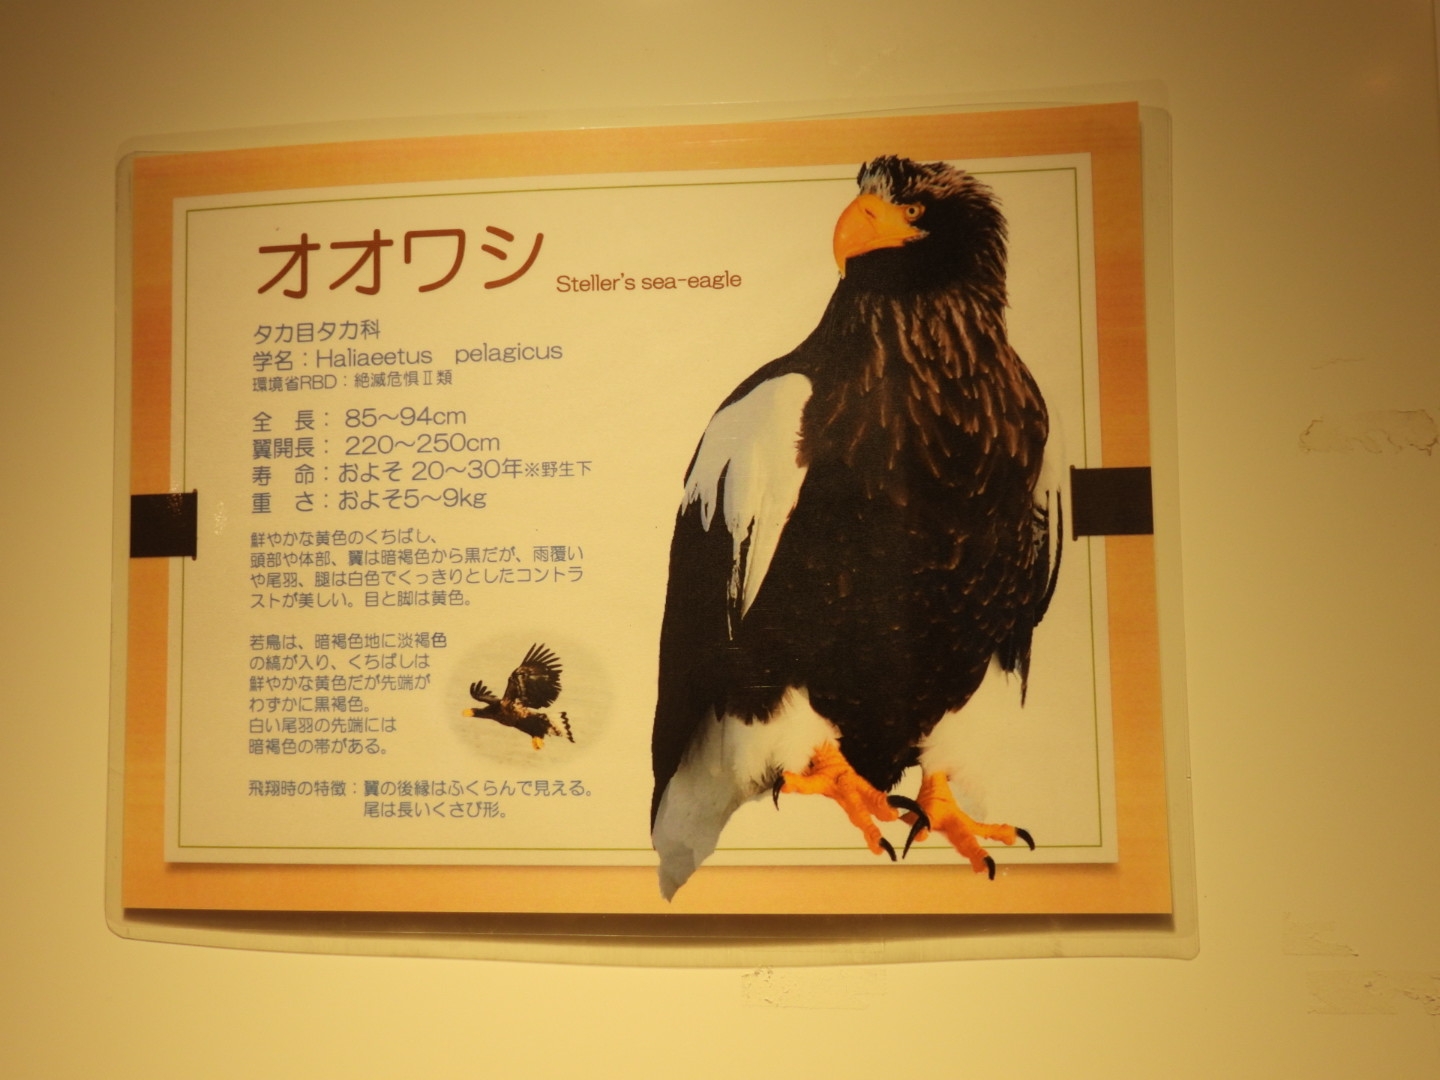 オオワシ Steller's sea-eagle
タカ目タカ科
学名：Haliaeetus　pelagicus
環境省RBD：絶滅危惧Ⅱ類
全　長： 85～94cm
翼開長： 220～250cm
寿　命：およそ 20～30年※野生下
重　さ：およそ5～9kg
鮮やかな黄色のくちばし、
頭部や体部、翼は暗褐色から黒だが、雨覆い
や尾羽、腿は白色でくっきりとしたコントラ
ストが美しい。目と脚は黄色。
若鳥は、暗褐色地に淡褐色
の縞が入り、くちばしは
鮮やかな黄色だが先端が
わずかに黒褐色。
白い尾羽の先端には
暗褐色の帯がある。
飛翔時の特徴：翼の後縁はふくらんで見える。
尾は長いくさび形。